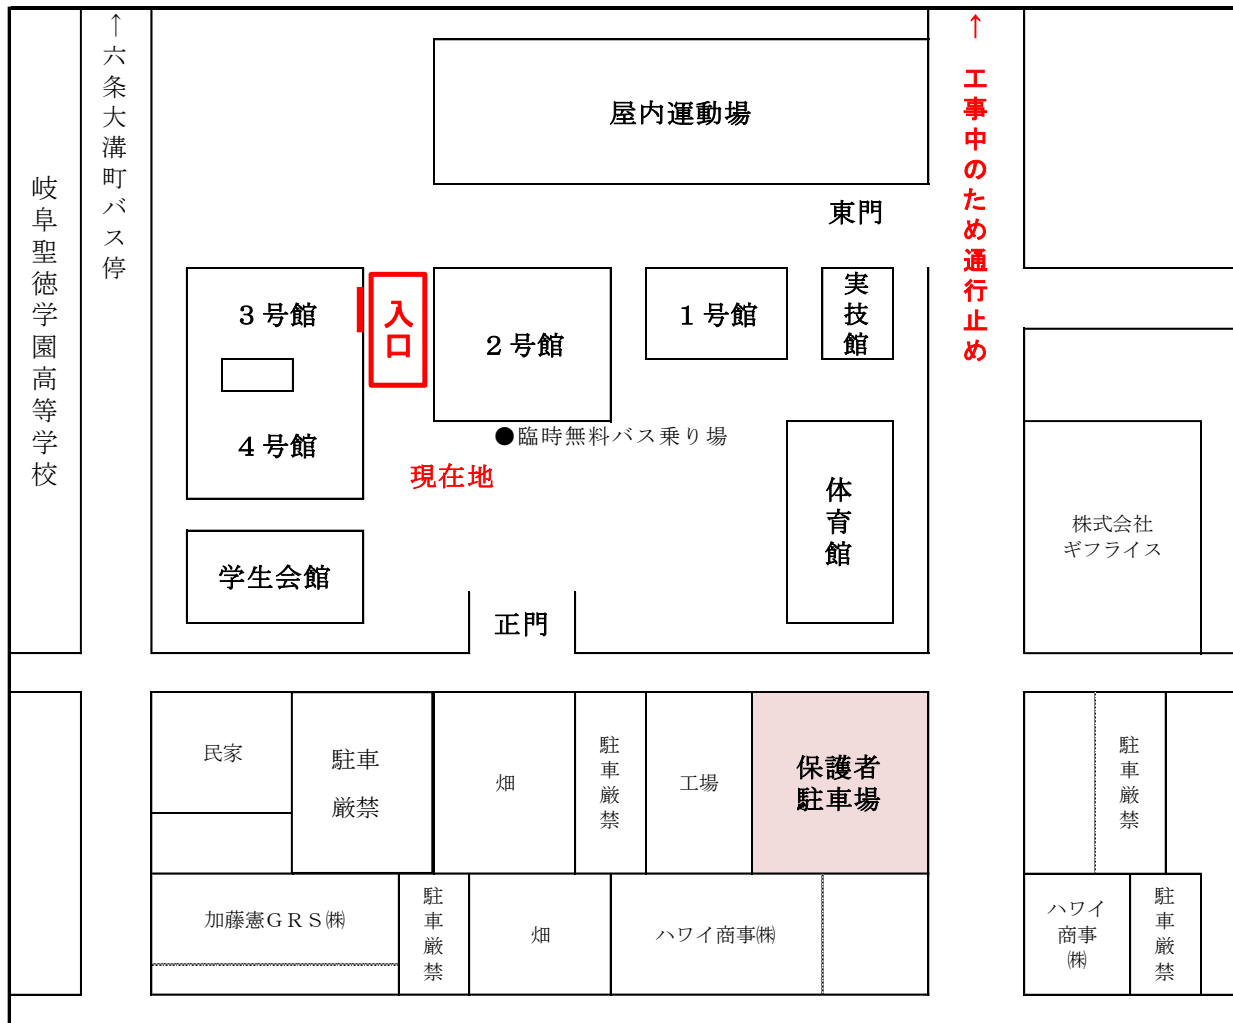 ↑六条大溝町バス停
↑ 工事中のため通行止め
屋内運動場
岐阜聖徳学園高等学校
東門
3号館
入口
2号館
1号館
実技館
4号館
●臨時無料バス乗り場
現在地
体育館
株式会社
ギフライス
学生会館
正門
民家
駐車
厳禁
畑
駐車厳禁
工場
保護者
駐車場
駐車厳禁
加藤憲GRS㈱
駐車厳禁
畑
ハワイ商事㈱
ハワイ
商事
㈱
駐車厳禁